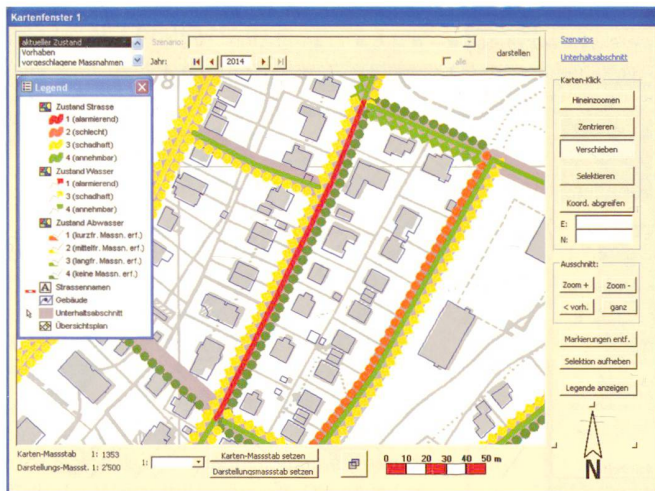 Kartenfenster 1
aktueller Zustand
Vorhaben
vorgeschlagene Massnahmen
Szenario:
Jahr:
2014
alle
darstellen
Szenarios
Unterhaltsabschnitt
Legend
Zustand Strasse
1 (alarmierend)
2 (schlecht)
3 (schadhaft)
4 (annehmbar)
Zustand Wasser
1 (alarmierend)
3 (schadhaft)
4 (annehmbar)
Zustand Abwasser
1 (kurzfr. Massn. erf.)
2 (mittelfr. Massn. erf.)
3 (langfr. Massn. erf.)
4 (keine Massn. erf.)
A Strassennamen
Gebäude
Unterhaltsabschnitt
Übersichtsplan
Karten-Klick
Hineinzoomen
Zentrieren
Verschieben
Selektieren
Koord. abgreifen
E:
N:
Ausschnitt:
Zoom + Zoom -
< vorh. ganz
Markierungen entf.
Selektion aufheben
Legende anzeigen
N
Karten-Massstab 1: 1353
Darstellungs-Massst. 1: 2'500
1:
Karten-Massstab setzen
Darstellungsmassstab setzen
0 10 20 30 40 50 m